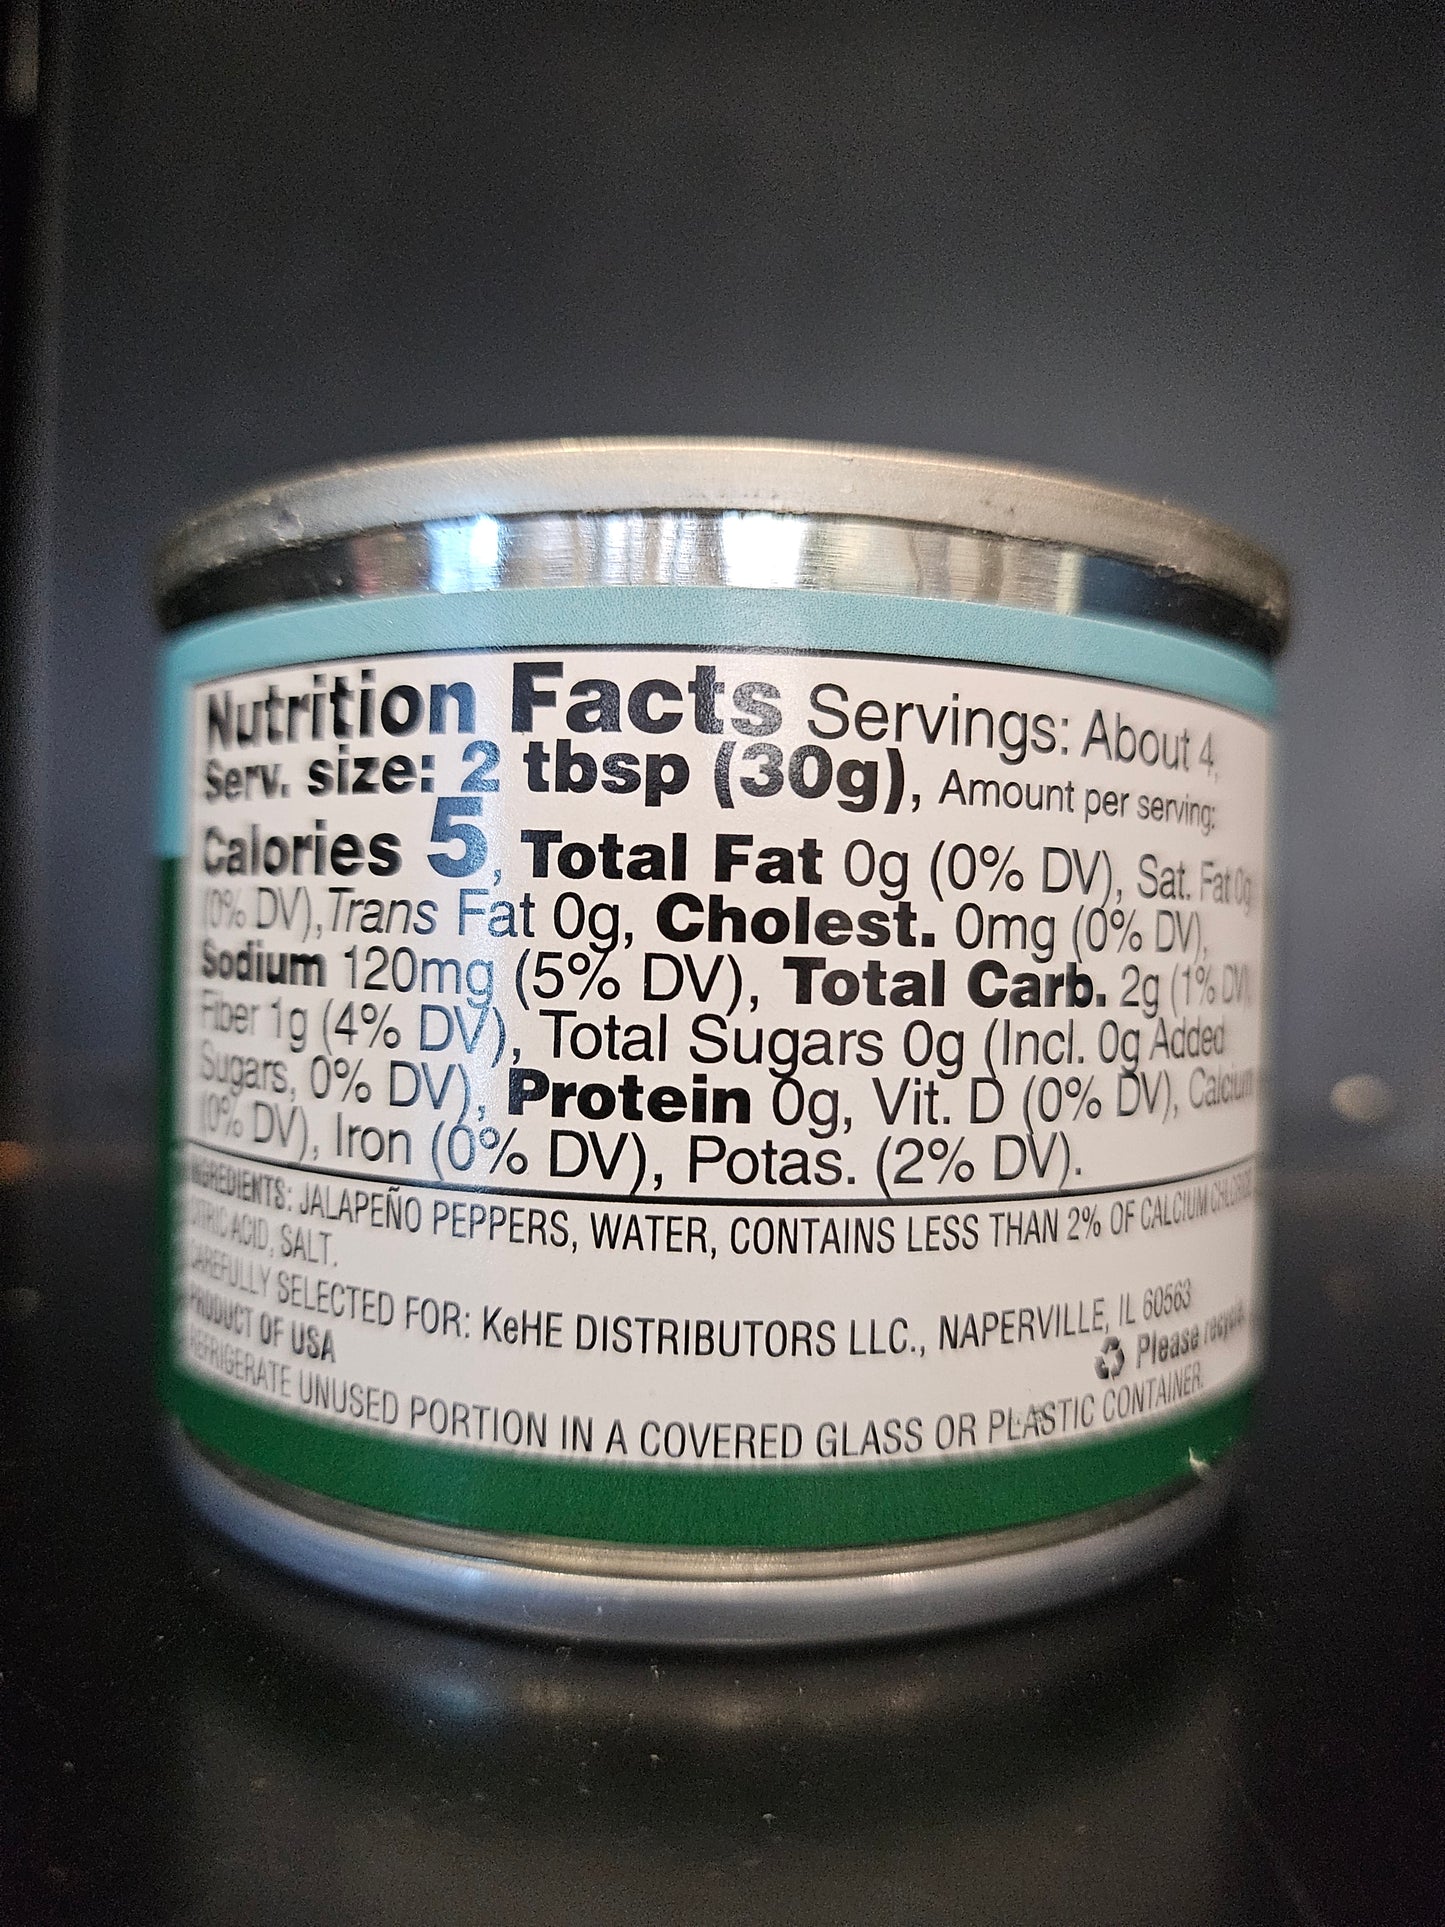 Nutrition Facts Servings: About 4,
Serv. size: 2 tbsp (30g), Amount per serving:
Calories 5, Total Fat 0g (0% DV), Sat. Fat 0g
(0% DV), Trans Fat 0g, Cholest. 0mg (0% DV),
Sodium 120mg (5% DV), Total Carb. 2g (1% DV),
Fiber 1g (4% DV), Total Sugars 0g (Incl. 0g Added
Sugars, 0% DV), Protein 0g, Vit. D (0% DV), Calcium
(0% DV), Iron (0% DV), Potas. (2% DV).
INGREDIENTS: JALAPEÑO PEPPERS, WATER, CONTAINS LESS THAN 2% OF CALCIUM CHLORIDE,
CITRIC ACID, SALT.
CAREFULLY SELECTED FOR: KeHE DISTRIBUTORS LLC., NAPERVILLE, IL 60563
PRODUCT OF USA
Please recycle.
REFRIGERATE UNUSED PORTION IN A COVERED GLASS OR PLASTIC CONTAINER.